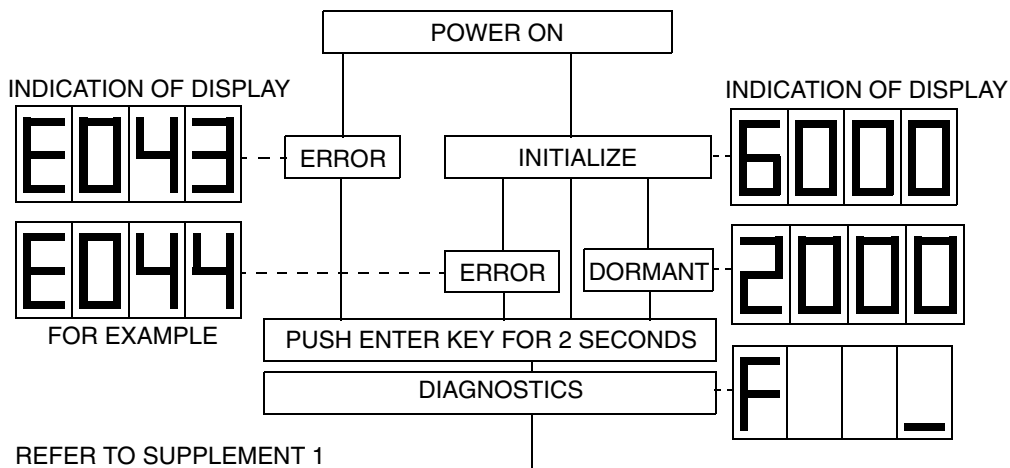 POWER ON
INDICATION OF DISPLAY
INDICATION OF DISPLAY
E043
ERROR
INITIALIZE
6000
E044
ERROR
DORMANT
2000
FOR EXAMPLE
PUSH ENTER KEY FOR 2 SECONDS
DIAGNOSTICS
F _
REFER TO SUPPLEMENT 1